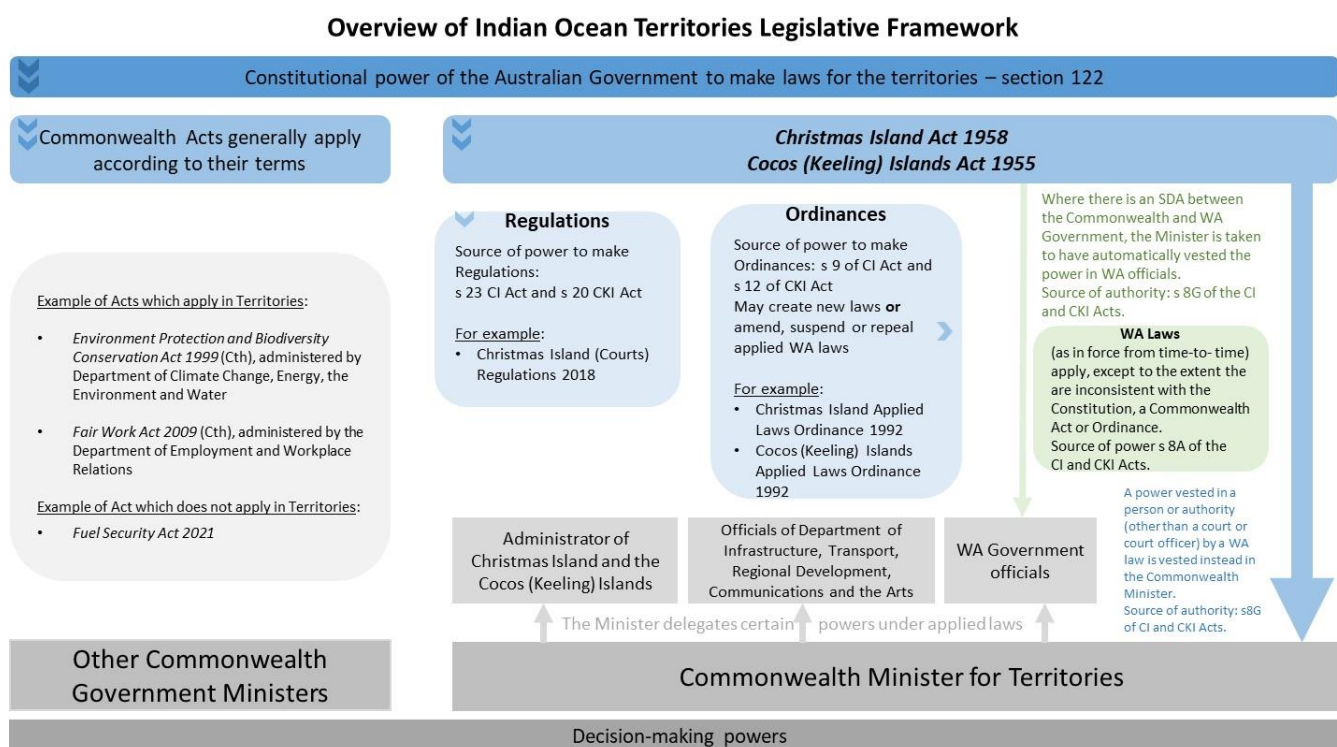 Overview of Indian Ocean Territories Legislative Framework
Constitutional power of the Australian Government to make laws for the territories – section 122
Commonwealth Acts generally apply
according to their terms
Christmas Island Act 1958
Cocos (Keeling) Islands Act 1955
Example of Acts which apply in Territories:
• Environment Protection and Biodiversity
Conservation Act 1999 (Cth), administered by
Department of Climate Change, Energy, the
Environment and Water
• Fair Work Act 2009 (Cth), administered by the
Department of Employment and Workplace
Relations
Example of Act which does not apply in Territories:
• Fuel Security Act 2021
Regulations
Source of power to make
Regulations:
s 23 CI Act and s 20 CKI Act
For example:
• Christmas Island (Courts)
Regulations 2018
Ordinances
Source of power to make
Ordinances: s 9 of CI Act and
s 12 of CKI Act
May create new laws or
amend, suspend or repeal
applied WA laws
For example:
• Christmas Island Applied
Laws Ordinance 1992
• Cocos (Keeling) Islands
Applied Laws Ordinance
1992
Where there is an SDA between
the Commonwealth and WA
Government, the Minister is taken
to have automatically vested the
power in WA officials.
Source of authority: s 8G of the CI
and CKI Acts.
WA Laws
(as in force from time-to- time)
apply, except to the extent the
are inconsistent with the
Constitution, a Commonwealth
Act or Ordinance.
Source of power s 8A of the
CI and CKI Acts.
A power vested in a
person or authority
(other than a court or
court officer) by a WA
law is vested instead in
the Commonwealth
Minister.
Source of authority: s8G
of CI and CKI Acts.
Administrator of
Christmas Island and the
Cocos (Keeling) Islands
Officials of Department of
Infrastructure, Transport,
Regional Development,
Communications and the Arts
WA Government
officials
The Minister delegates certain powers under applied laws
Other Commonwealth
Government Ministers
Commonwealth Minister for Territories
Decision-making powers